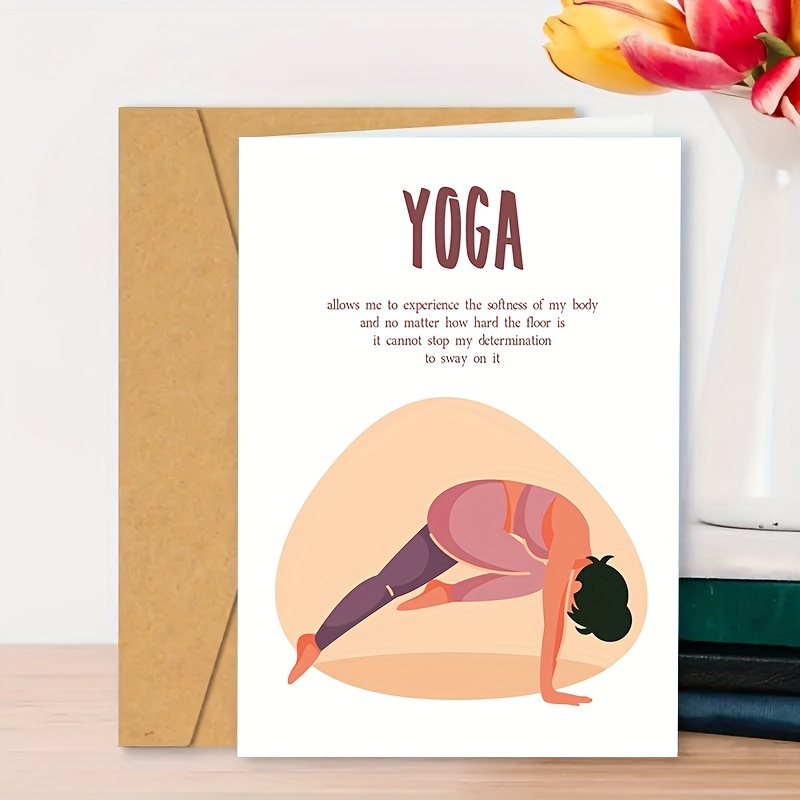 YOGA
allows me to experience the softness of my body
and no matter how hard the floor is
it cannot stop my determination
to sway on it